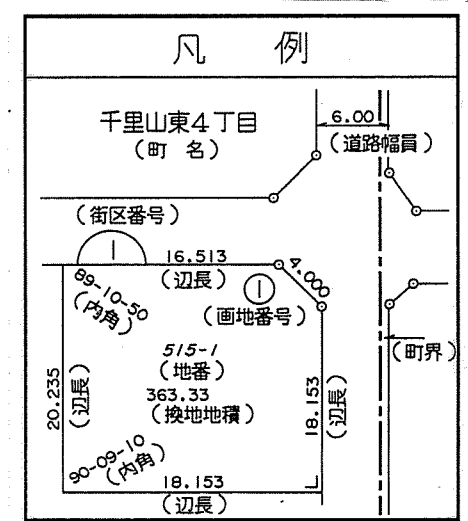 凡 例
千里山東4丁目
(町 名)
6.00
(道路幅員)
(街区番号)
1
16.513
(辺長)
4.000
89-10-50
(内角)
1
(画地番号)
(町界)
515-1
(地番)
363.33
(換地地積)
20.235
(辺長)
18.153
(辺長)
90-09-10
(内角)
18.153
(辺長)